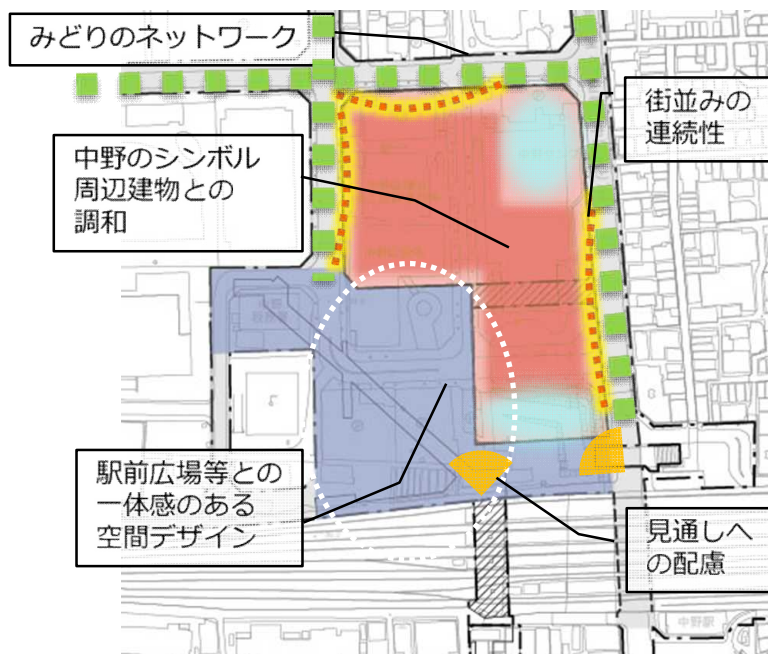 みどりのネットワーク
街並みの
連続性
中野のシンボル
周辺建物との
調和
駅前広場等との
一体感のある
空間デザイン
見通しへ
の配慮
中野駅